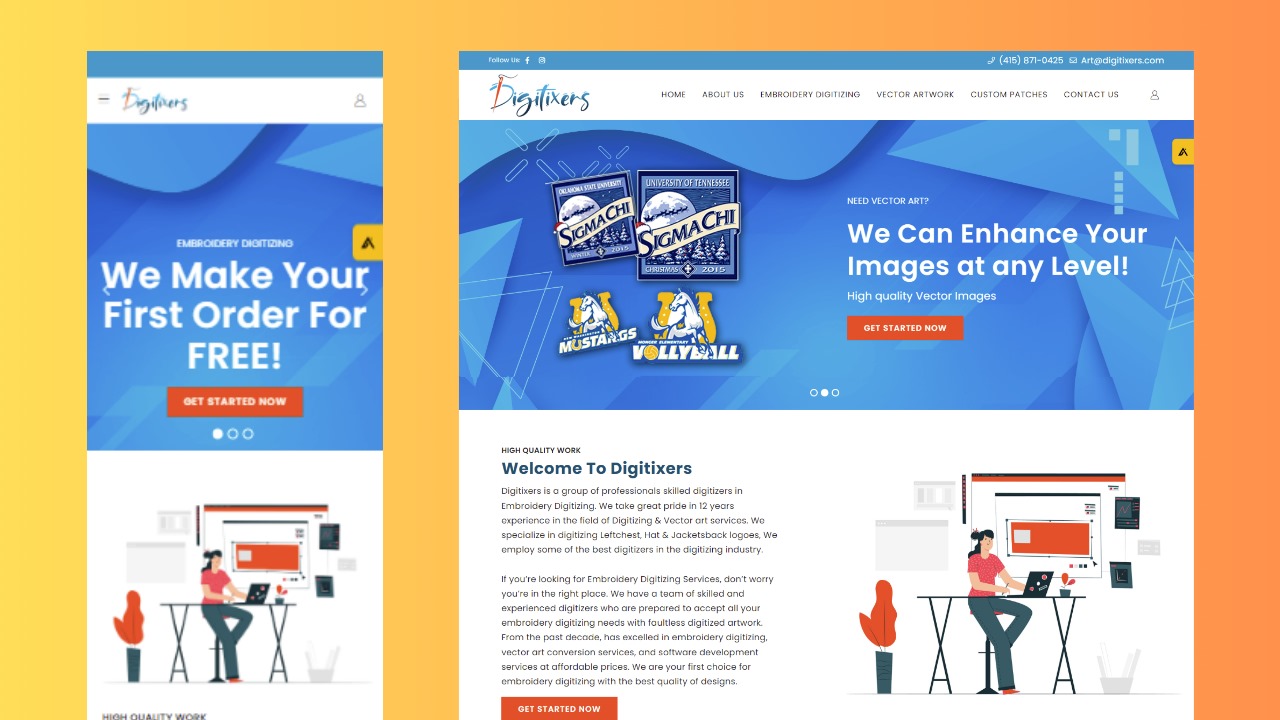 Digitixers
EMBROIDERY DIGITIZING
We Make Your
First Order For
FREE!
GET STARTED NOW
HIGH QUALITY WORK
Follow Us:
(415) 871-0425 Art@digitixers.com
Digitixers
HOME ABOUT US EMBROIDERY DIGITIZING VECTOR ARTWORK CUSTOM PATCHES CONTACT US
OKLAHOMA STATE UNIVERSITY
SIGMA CHI
WINTER 2015
UNIVERSITY OF TENNESSEE
SIGMA CHI
CHRISTMAS 2015
MUSTANGS
MONGER ELEMENTARY
VOLLYBALL
NEED VECTOR ART?
We Can Enhance Your
Images at any Level!
High quality Vector Images
GET STARTED NOW
HIGH QUALITY WORK
Welcome To Digitixers
Digitixers is a group of professionals skilled digitizers in
Embroidery Digitizing. We take great pride in 12 years
experience in the field of Digitizing & Vector art services. We
specialize in digitizing Leftchest, Hat & Jacketsback logoes, We
employ some of the best digitizers in the digitizing industry.
If you're looking for Embroidery Digitizing Services, don't worry
you're in the right place. We have a team of skilled and
experienced digitizers who are prepared to accept all your
embroidery digitizing needs with faultless digitized artwork.
From the past decade, has excelled in embroidery digitizing,
vector art conversion services, and software development
services at affordable prices. We are your first choice for
embroidery digitizing with the best quality of designs.
GET STARTED NOW